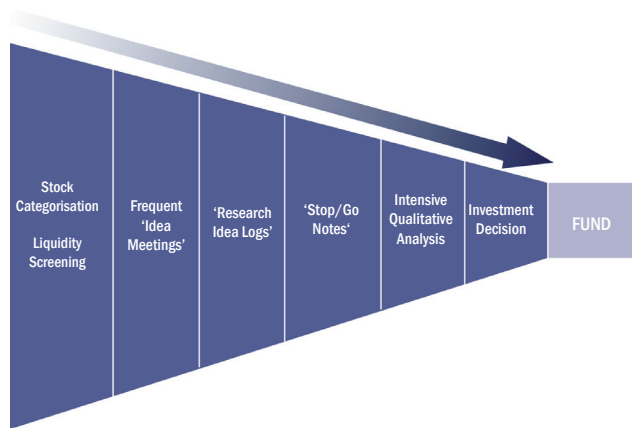 Stock
Categorisation
Liquidity
Screening
Frequent
‘Idea
Meetings’
‘Research
Idea Logs’
‘Stop/Go
Notes‘
Intensive
Qualitative
Analysis
Investment
Decision
FUND